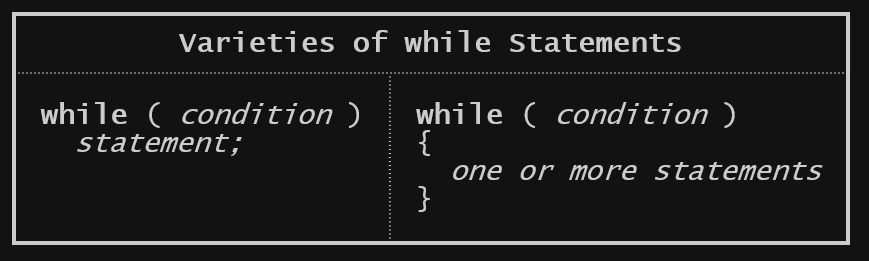 Varieties of while Statements
while ( condition )
statement;
while ( condition )
{
one or more statements
}